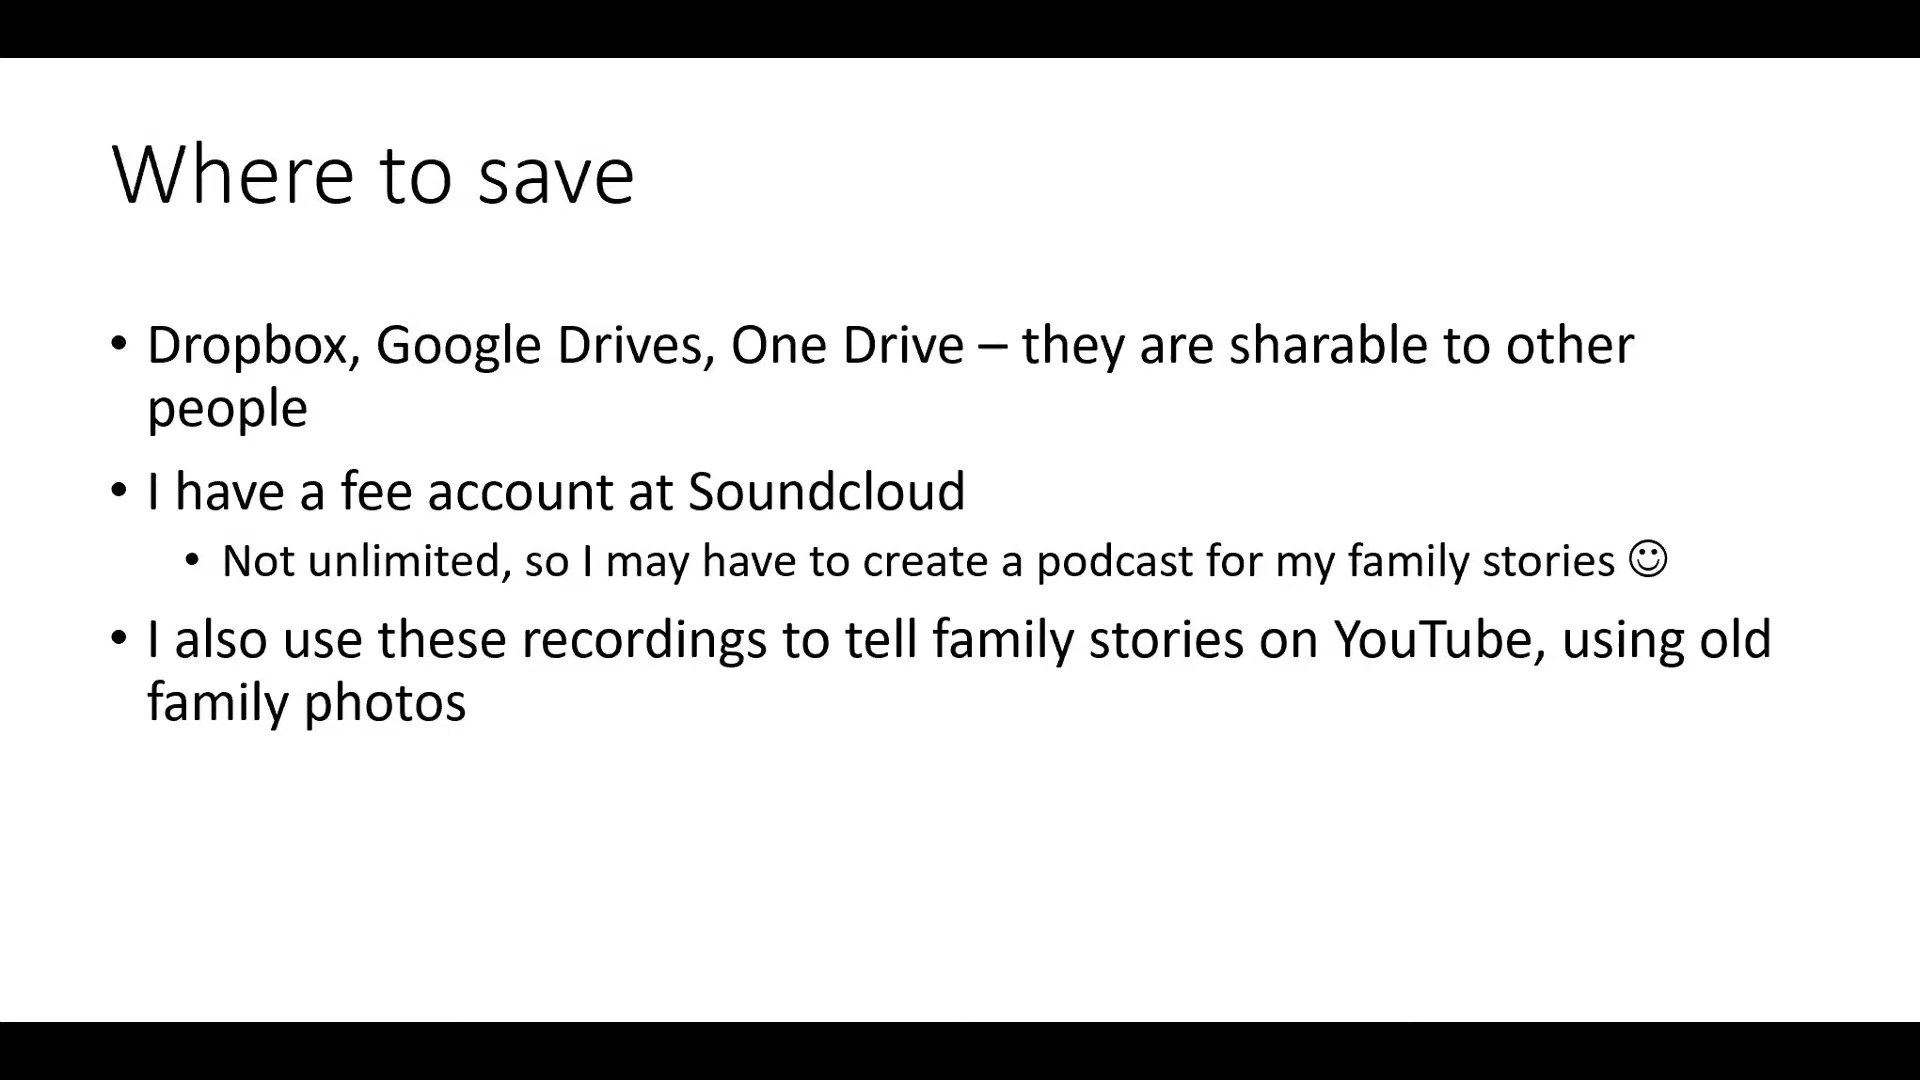 Where to save
• Dropbox, Google Drives, One Drive – they are sharable to other
people
• I have a fee account at Soundcloud
• Not unlimited, so I may have to create a podcast for my family stories ☺
• I also use these recordings to tell family stories on YouTube, using old
family photos